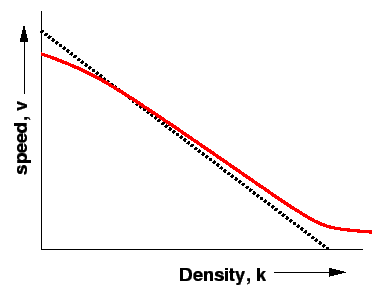 speed, v
Density, k